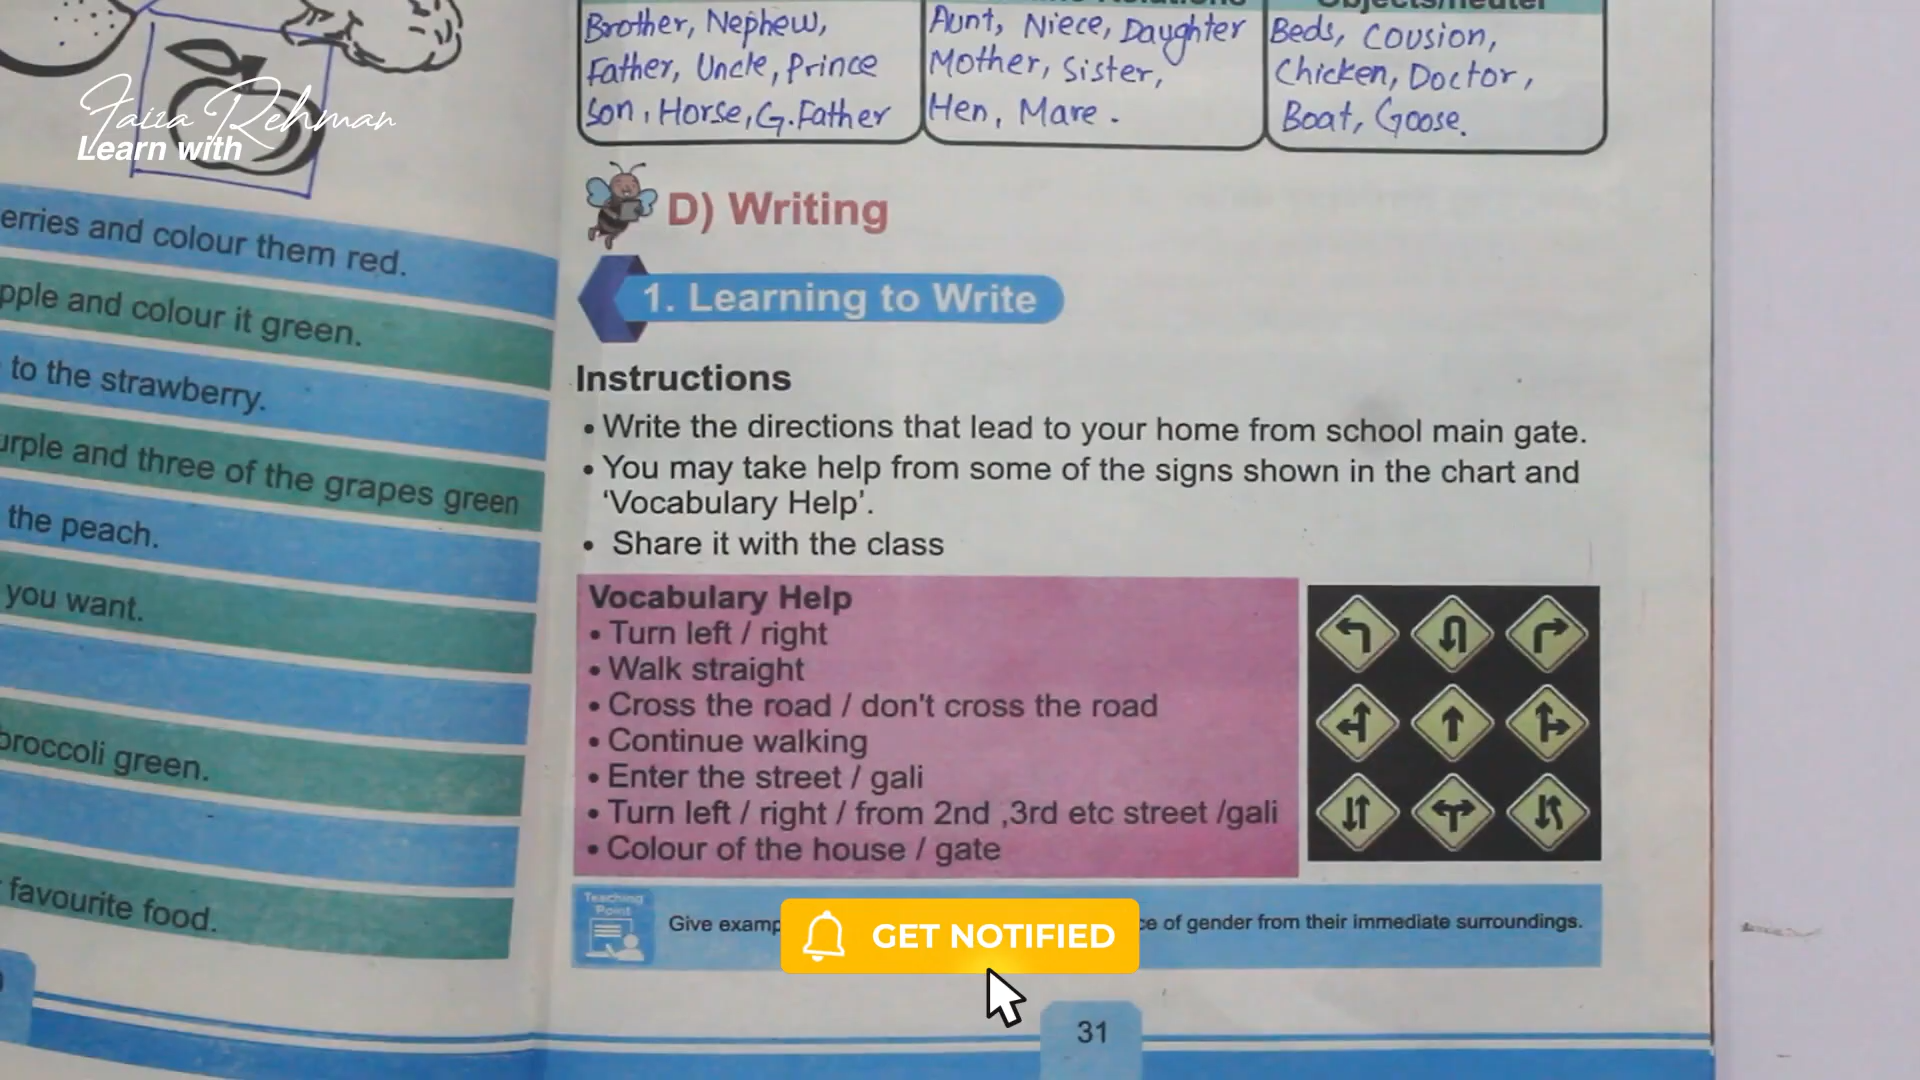 Objects/neuter
Brother, Nephew,
Father, Uncle, Prince
Son, Horse, G. Father
Aunt, Niece, Daughter
Mother, Sister,
Hen, Mare.
Beds, Cousion,
Chicken, Doctor,
Boat, Goose.
Faiza Rehman
Learn with
erries and colour them red.
pple and colour it green.
to the strawberry.
urple and three of the grapes green
the peach.
you want.
broccoli green.
favourite food.
D) Writing
1. Learning to Write
Instructions
• Write the directions that lead to your home from school main gate.
• You may take help from some of the signs shown in the chart and
‘Vocabulary Help’.
• Share it with the class
Vocabulary Help
• Turn left / right
• Walk straight
• Cross the road / don't cross the road
• Continue walking
• Enter the street / gali
• Turn left / right / from 2nd ,3rd etc street /gali
• Colour of the house / gate
Teaching
Point
Give examp ce of gender from their immediate surroundings.
GET NOTIFIED
31